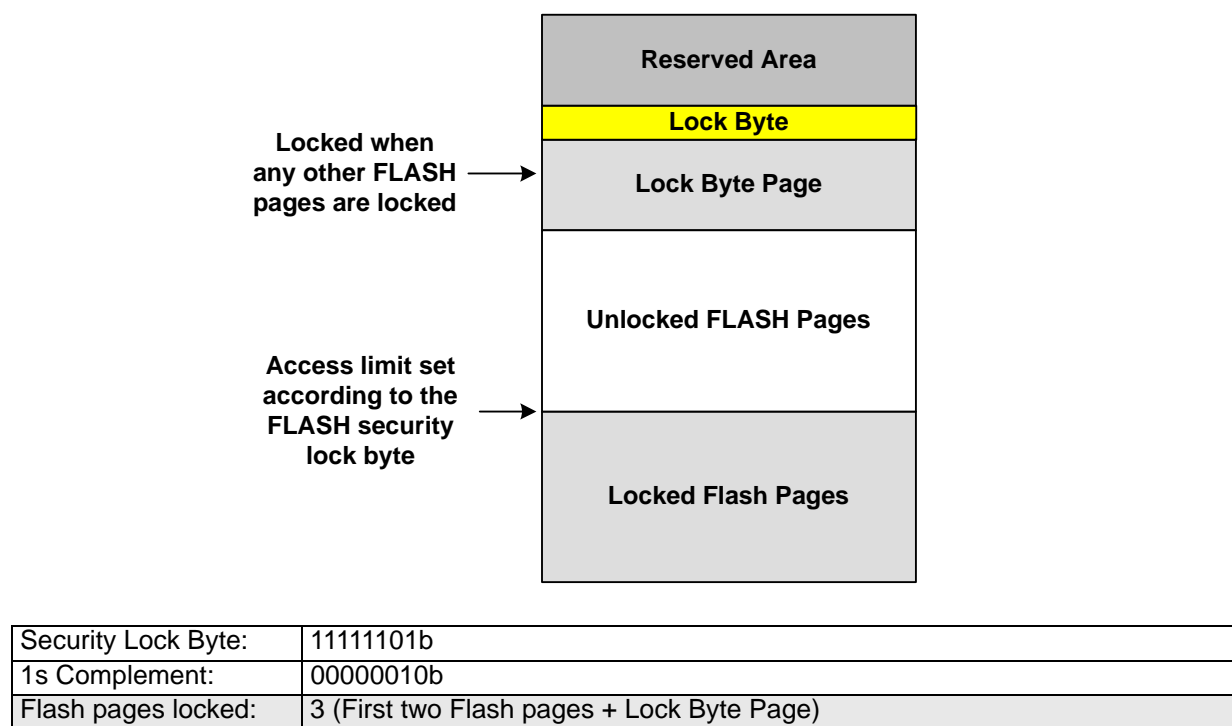 Reserved Area
Lock Byte
Locked when
any other FLASH
pages are locked
Lock Byte Page
Unlocked FLASH Pages
Access limit set
according to the
FLASH security
lock byte
Locked Flash Pages
Security Lock Byte: 11111101b
1s Complement: 00000010b
Flash pages locked: 3 (First two Flash pages + Lock Byte Page)